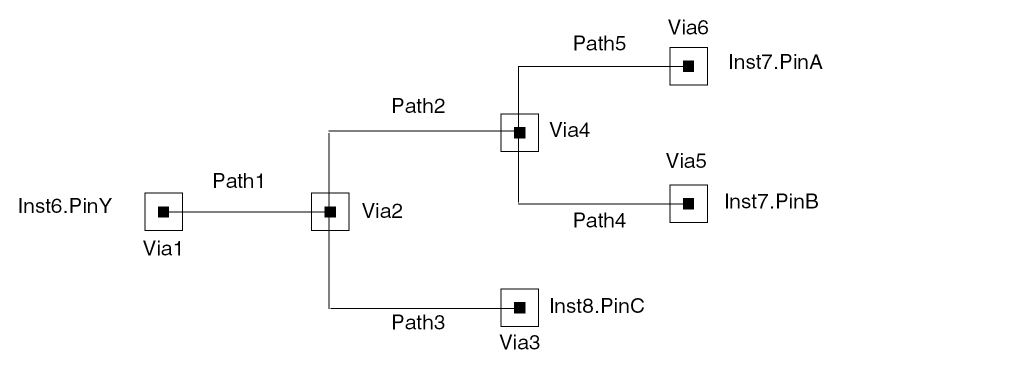 Via6
Path5
Inst7.PinA
Path2
Via4
Via5
Path1
Inst7.PinB
Inst6.PinY
Via2
Path4
Via1
Inst8.PinC
Path3
Via3